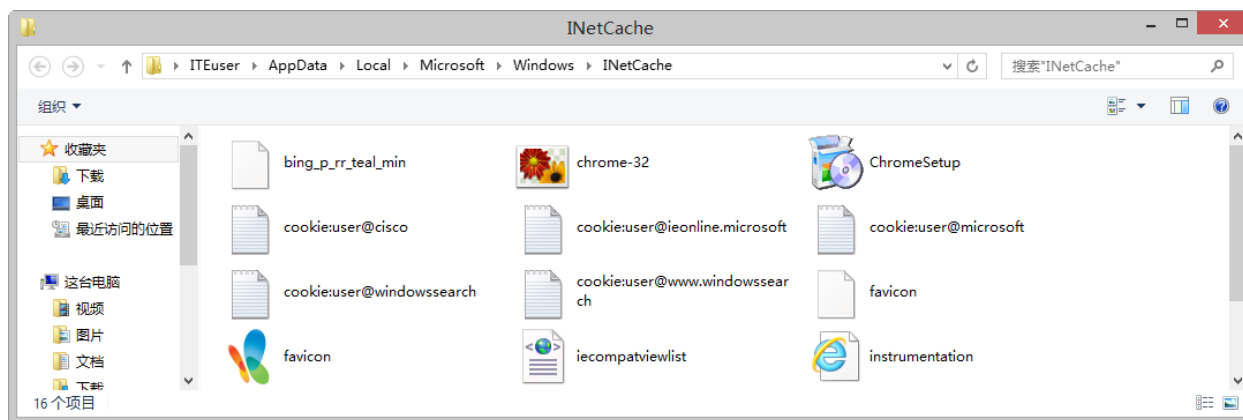 INetCache
ITEuser AppData Local Microsoft Windows INetCache
搜索"INetCache"
组织
收藏夹
下载
桌面
最近访问的位置
这台电脑
视频
图片
文档
下载
bing_p_rr_teal_min
chrome-32
ChromeSetup
cookie:user@cisco
cookie:user@ieonline.microsoft
cookie:user@microsoft
cookie:user@windowssearch
cookie:user@www.windowssear
ch
favicon
favicon
iecompatviewlist
instrumentation
16 个项目